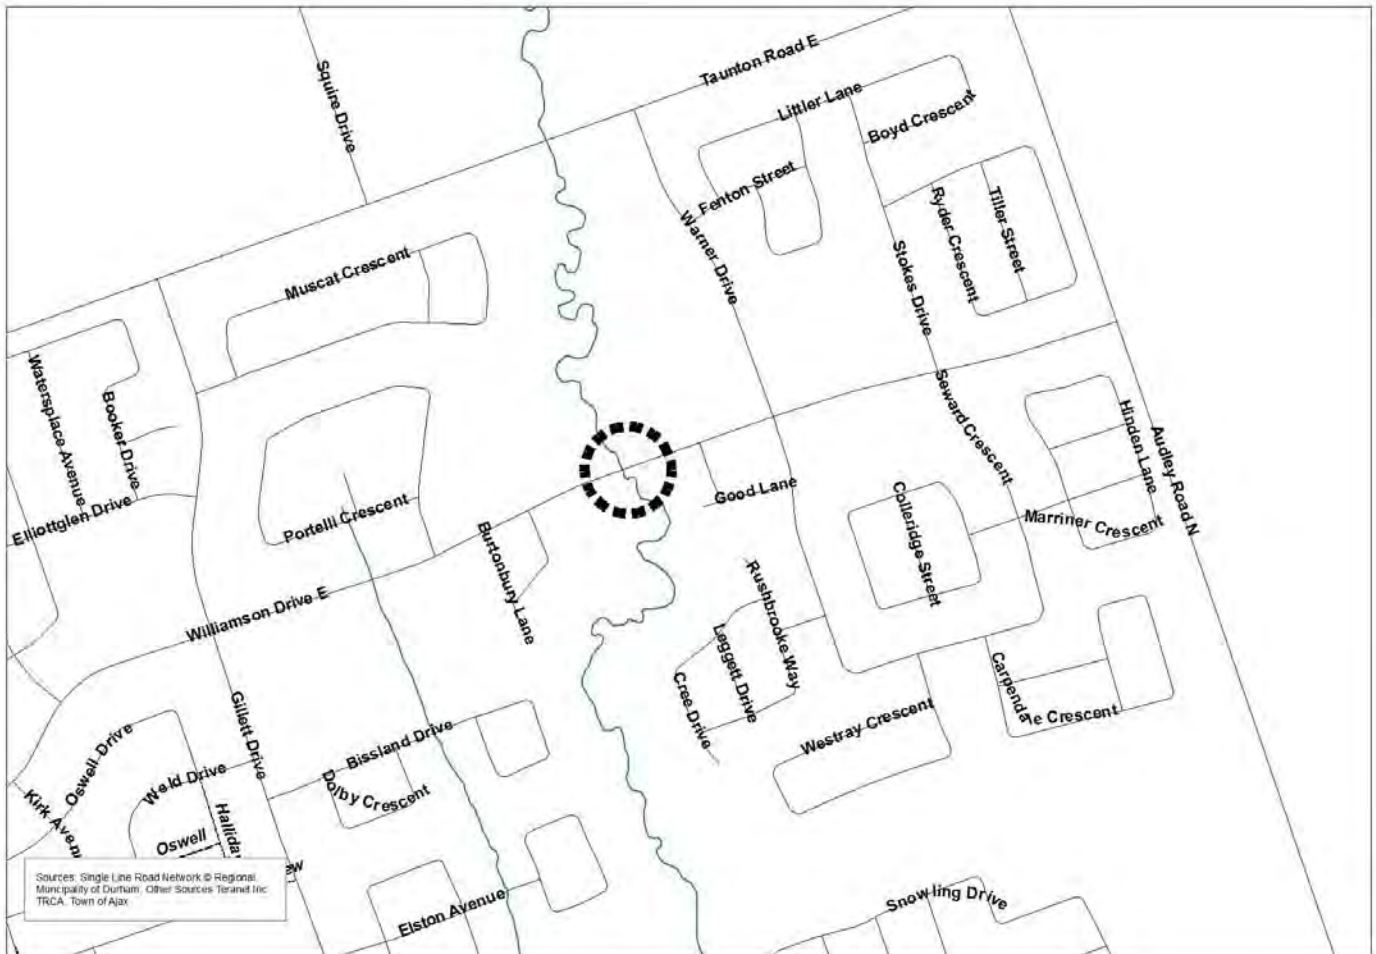 Taunton Road E
Squire Drive
Littler Lane
Boyd Crescent
Fenton Street
Ryder Crescent
Tiller Street
Warner Drive
Stokes Drive
Muscat Crescent
Watersplace Avenue
Booker Drive
Seward Crescent
Hinden Lane
Audley Road N
Elliottglen Drive
Portelli Crescent
Good Lane
Colleridge Street
Marriner Crescent
Burtonbury Lane
Williamson Drive E
Rushbrooke Way
Leggett Drive
Cree Drive
Carpendale Crescent
Gillett Drive
Westray Crescent
Oswell Drive
Bissland Drive
Weld Drive
Dolby Crescent
Kirk Aven
Oswell
Halliday
ew
Elston Avenue
Snowling Drive
Sources: Single Line Road Network © Regional
Municipality of Durham, Other Sources Teranet Inc
TRCA, Town of Ajax